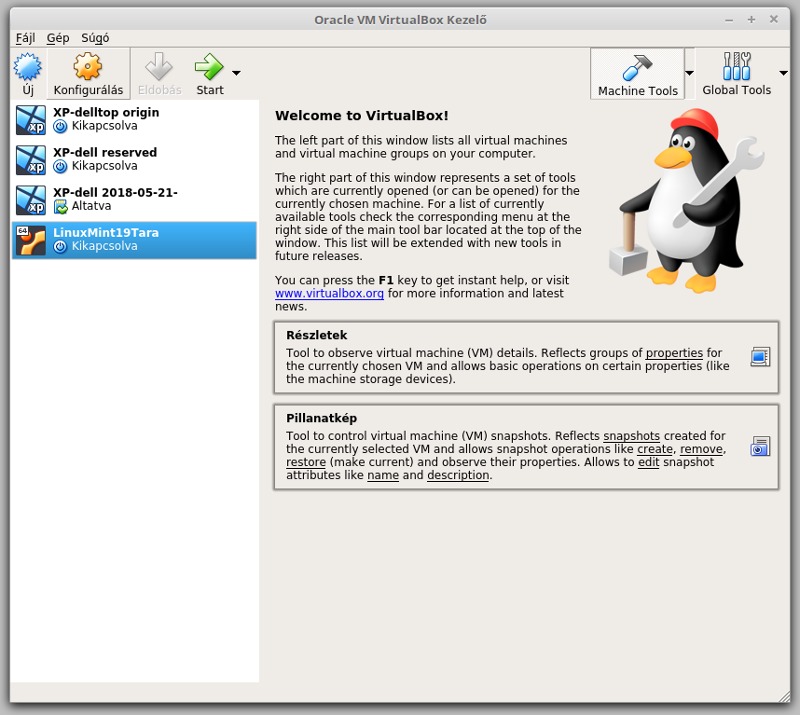 Oracle VM VirtualBox Kezelő
Fájl Gép Súgó
Új Konfigurálás Eldobás Start Machine Tools Global Tools
XP-delltop origin
Kikapcsolva
XP-dell reserved
Kikapcsolva
XP-dell 2018-05-21-
Altatva
LinuxMint19Tara
Kikapcsolva
xp
xp
xp
64
Welcome to VirtualBox!
The left part of this window lists all virtual machines
and virtual machine groups on your computer.
The right part of this window represents a set of tools
which are currently opened (or can be opened) for the
currently chosen machine. For a list of currently
available tools check the corresponding menu at the
right side of the main tool bar located at the top of the
window. This list will be extended with new tools in
future releases.
You can press the F1 key to get instant help, or visit
www.virtualbox.org for more information and latest
news.
Részletek
Tool to observe virtual machine (VM) details. Reflects groups of properties for
the currently chosen VM and allows basic operations on certain properties (like
the machine storage devices).
Pillanatkép
Tool to control virtual machine (VM) snapshots. Reflects snapshots created for
the currently selected VM and allows snapshot operations like create, remove,
restore (make current) and observe their properties. Allows to edit snapshot
attributes like name and description.